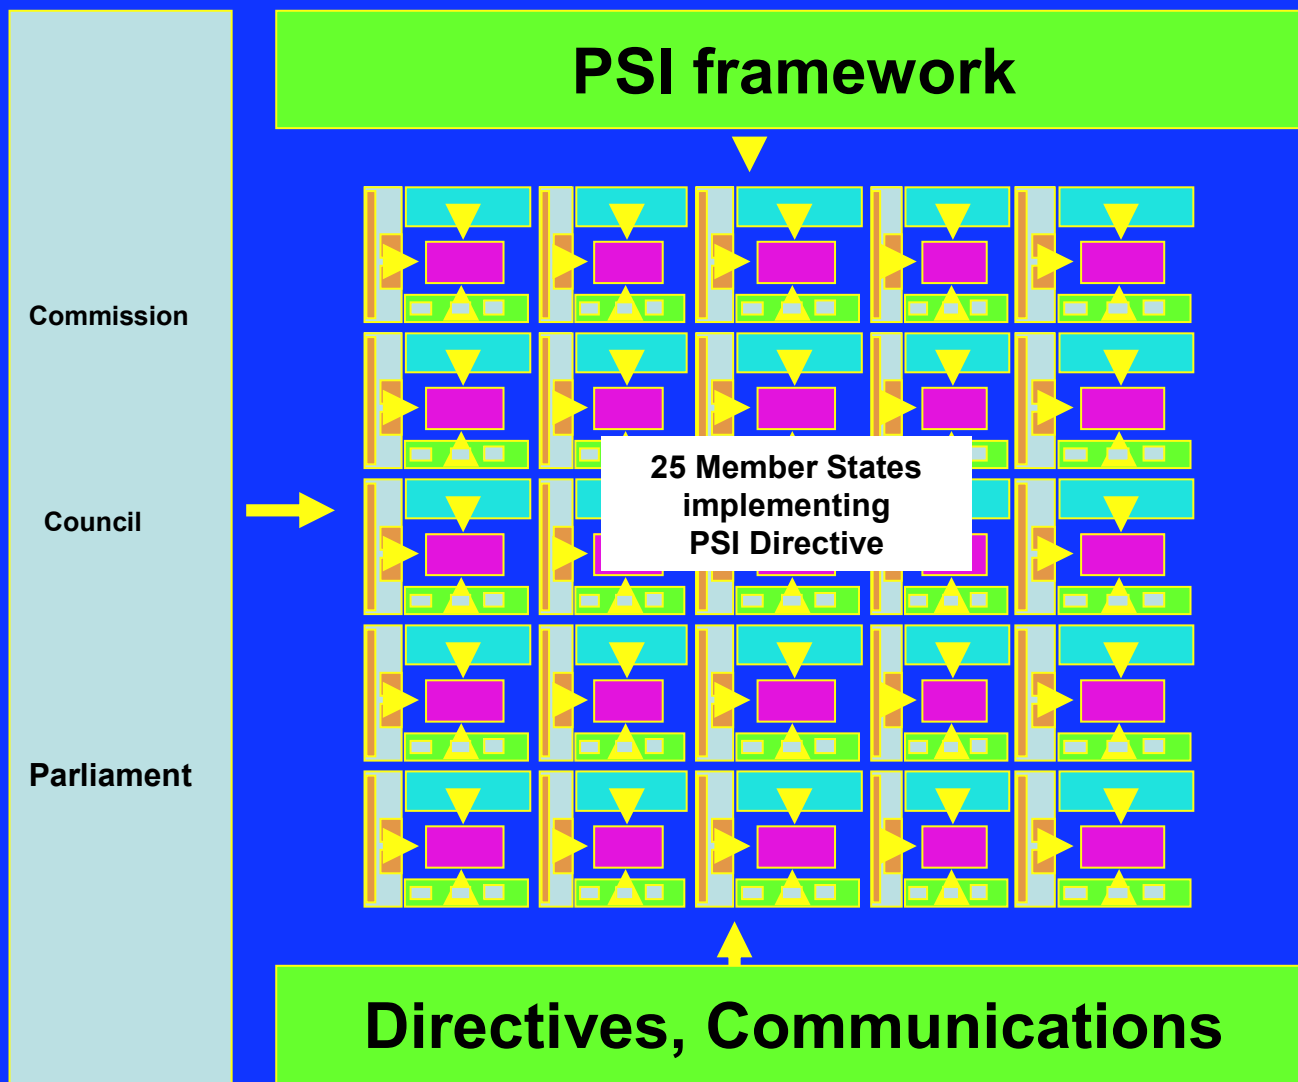 PSI framework
Commission
25 Member States
implementing
PSI Directive
Council
Parliament
Directives, Communications